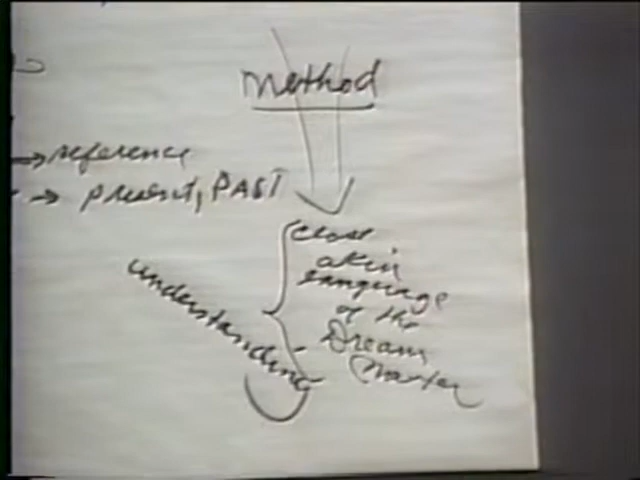 Method
→ reference
→ present, PAST
close
akin
language
of the
Dream
Master
understanding